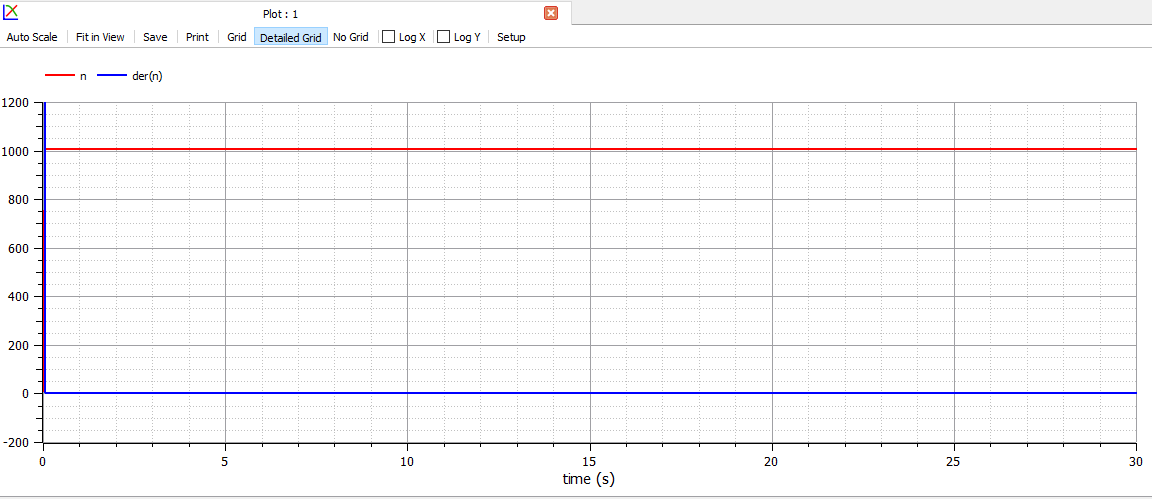 Plot : 1
Auto Scale Fit in View Save Print Grid Detailed Grid No Grid Log X Log Y Setup
n der(n)
1200
1000
800
600
400
200
0
-200
0 5 10 15 20 25 30
time (s)